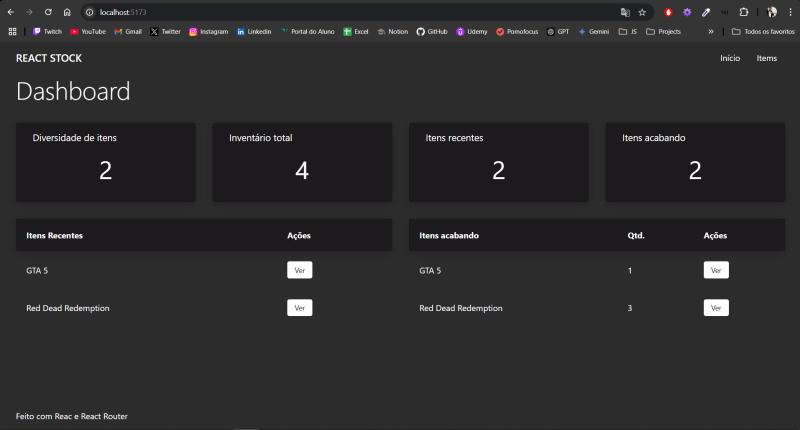 localhost:5173
Twitch YouTube Gmail Twitter Instagram Linkedin Portal do Aluno Excel Notion GitHub Udemy Pomofocus GPT Gemini JS Projects » Todos os favoritos
REACT STOCK Início Items
Dashboard
Diversidade de itens Inventário total Itens recentes Itens acabando
2 4 2 2
Itens Recentes Ações Itens acabando Qtd. Ações
GTA 5 Ver GTA 5 1 Ver
Red Dead Redemption Ver Red Dead Redemption 3 Ver
Feito com Reac e React Router